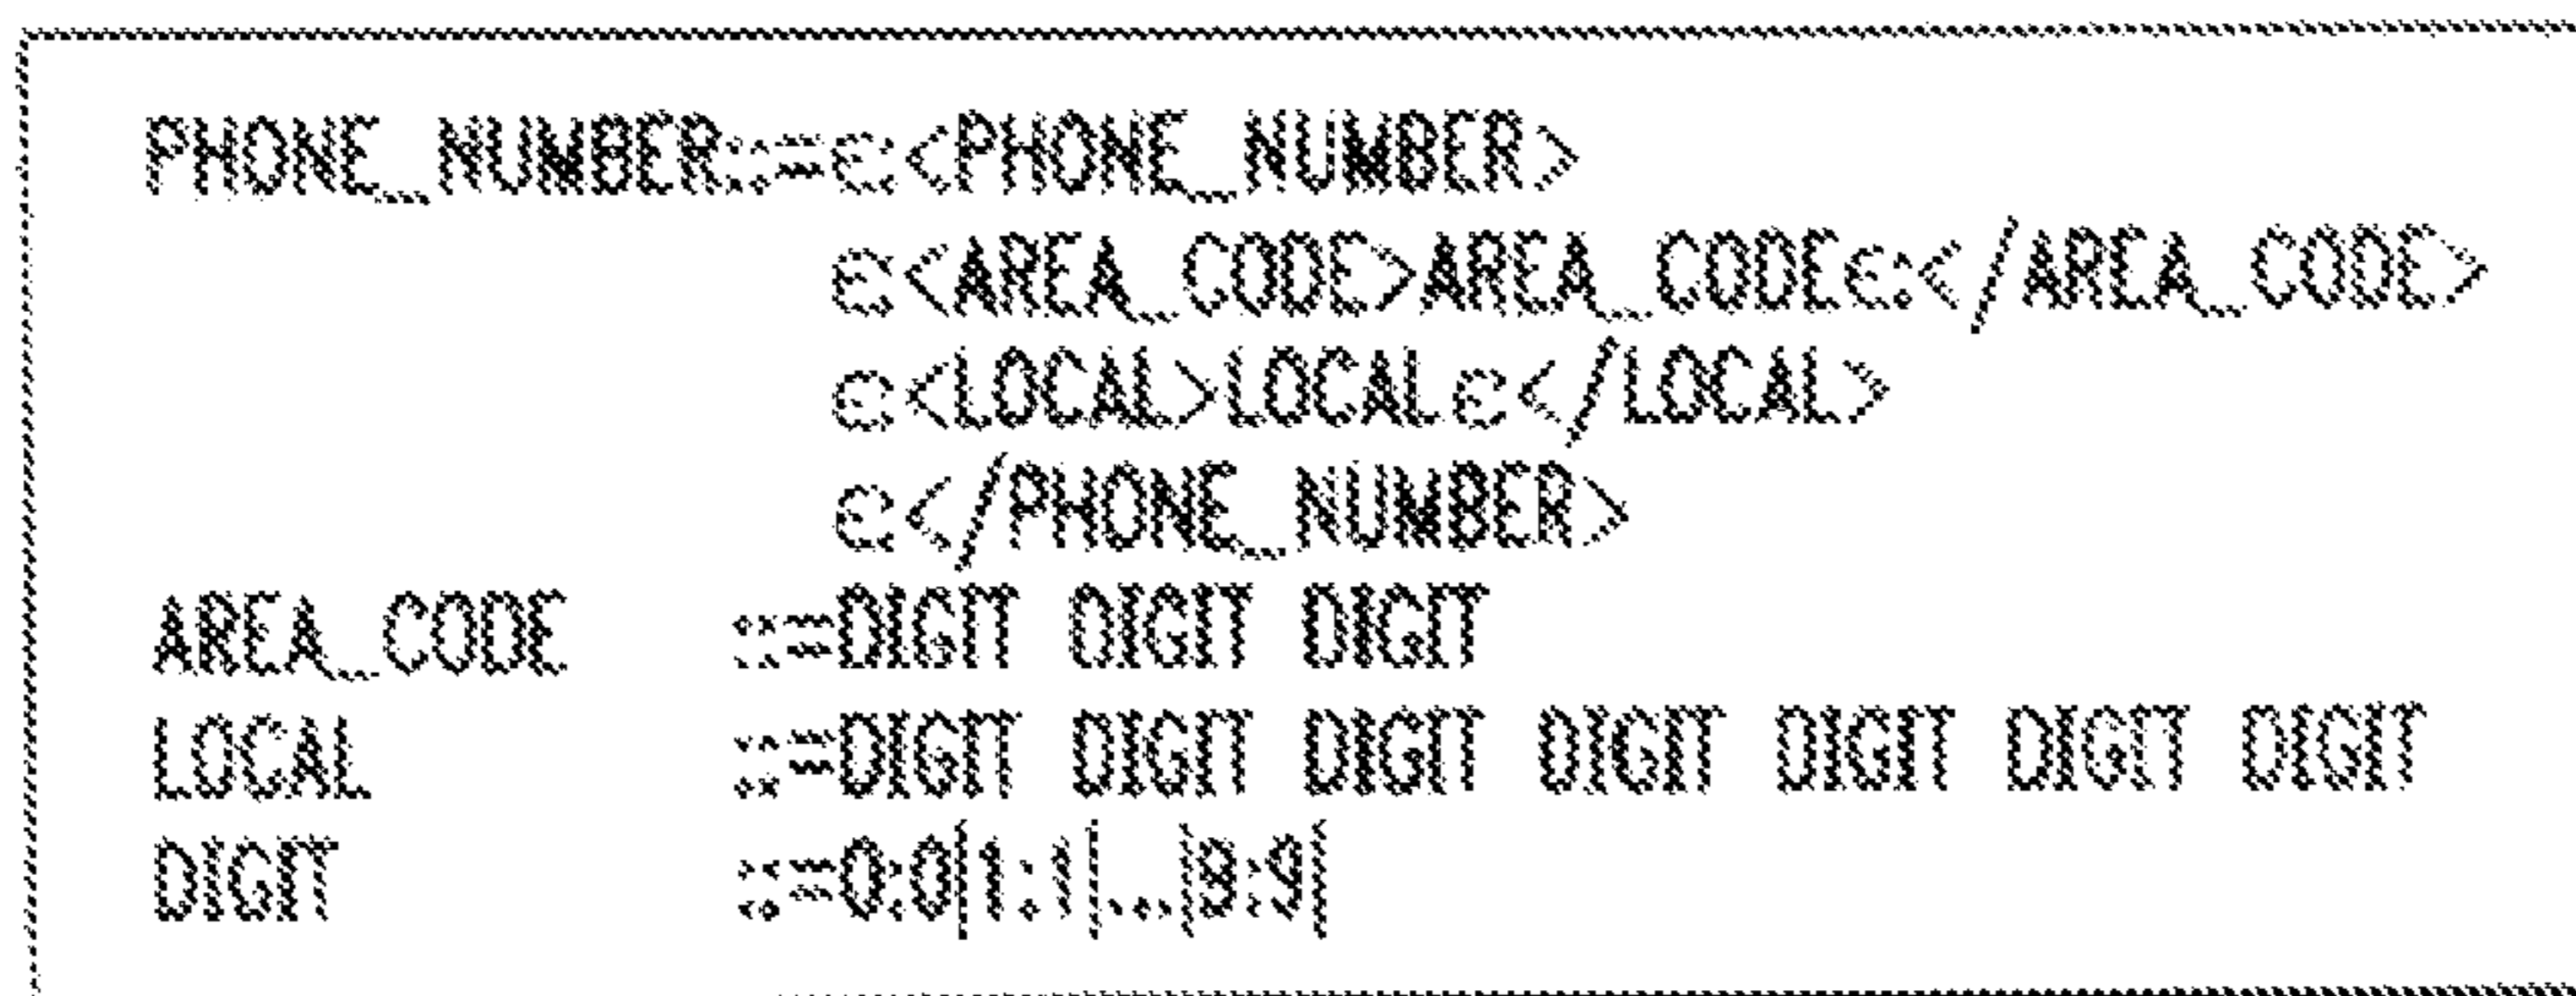 PHONE_NUMBER::=ε:<PHONE_NUMBER>
ε<AREA_CODE>AREA_CODEε:</AREA_CODE>
ε<LOCAL>LOCALε</LOCAL>
ε</PHONE_NUMBER>
AREA_CODE ::=DIGIT DIGIT DIGIT
LOCAL ::=DIGIT DIGIT DIGIT DIGIT DIGIT DIGIT DIGIT
DIGIT ::=0:0|1:1|...|9:9|